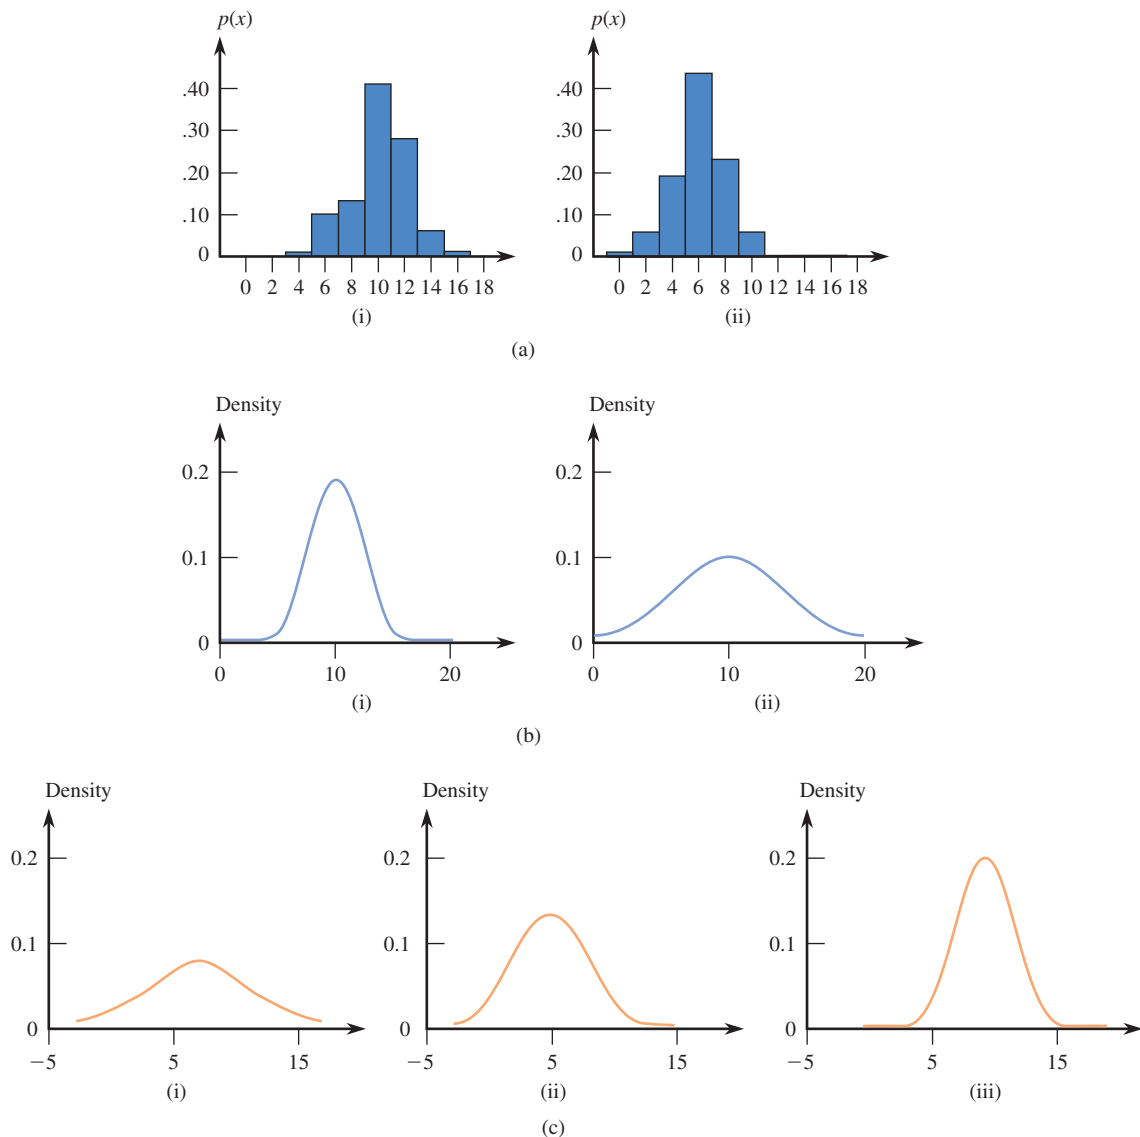 p(x) p(x)
.40 .40
.30 .30
.20 .20
.10 .10
0 0
0 2 4 6 8 10 12 14 16 18 0 2 4 6 8 10 12 14 16 18
(i) (ii)
(a)
Density Density
0.2 0.2
0.1 0.1
0 0
0 10 20 0 10 20
(i) (ii)
(b)
Density Density Density
0.2 0.2 0.2
0.1 0.1 0.1
0 0 0
−5 5 15 −5 5 15 −5 5 15
(i) (ii) (iii)
(c)